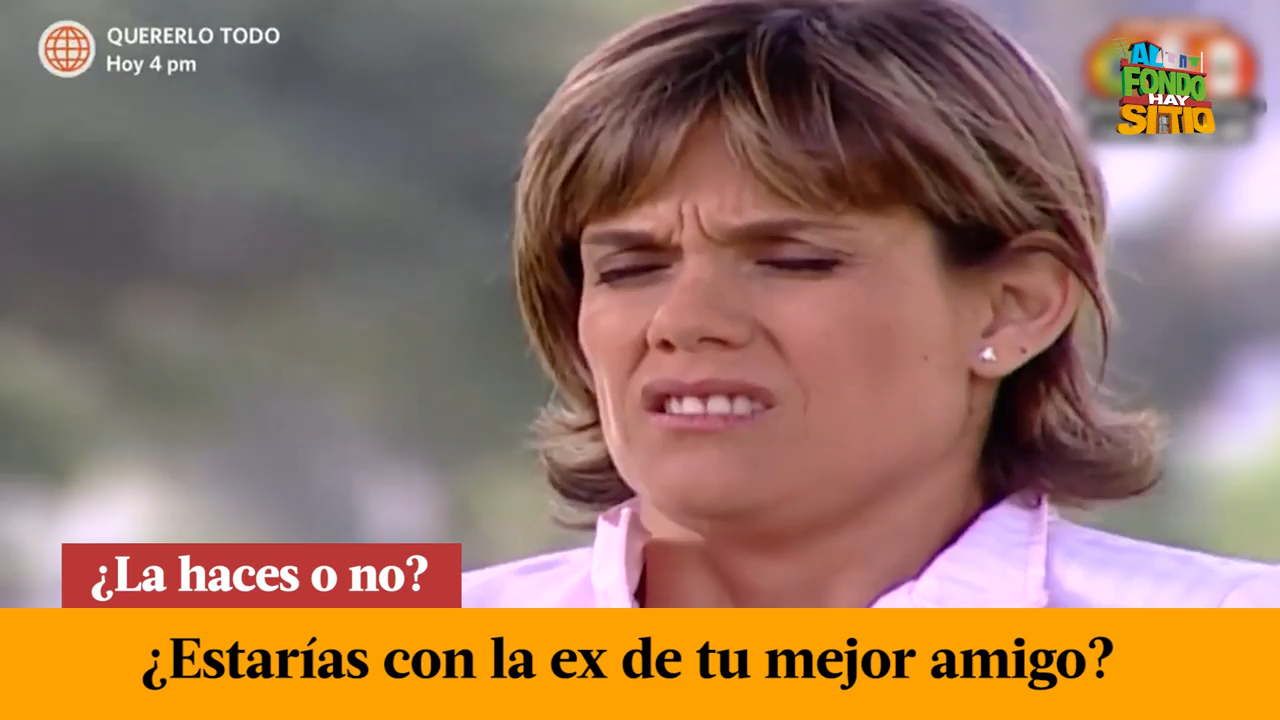 QUERERLO TODO
Hoy 4 pm
AL
FONDO
HAY
SITIO
¿La haces o no?
¿Estarías con la ex de tu mejor amigo?